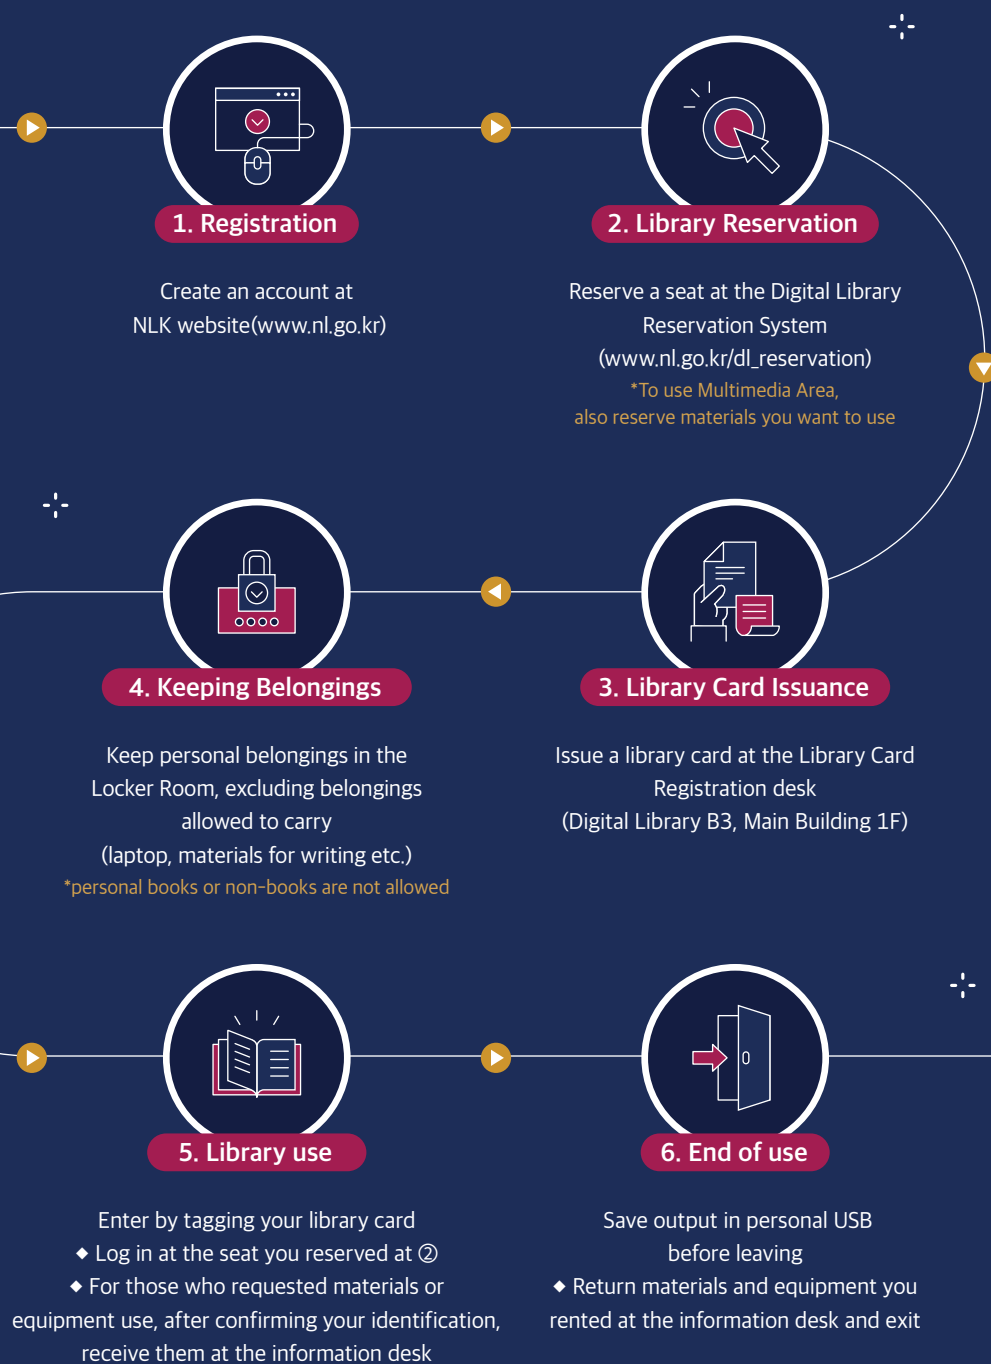 1. Registration
Create an account at
NLK website(www.nl.go.kr)
2. Library Reservation
Reserve a seat at the Digital Library
Reservation System
(www.nl.go.kr/dl_reservation)
*To use Multimedia Area,
also reserve materials you want to use
3. Library Card Issuance
Issue a library card at the Library Card
Registration desk
(Digital Library B3, Main Building 1F)
4. Keeping Belongings
Keep personal belongings in the
Locker Room, excluding belongings
allowed to carry
(laptop, materials for writing etc.)
*personal books or non-books are not allowed
5. Library use
Enter by tagging your library card
◆ Log in at the seat you reserved at ②
◆ For those who requested materials or
equipment use, after confirming your identification,
receive them at the information desk
6. End of use
Save output in personal USB
before leaving
◆ Return materials and equipment you
rented at the information desk and exit